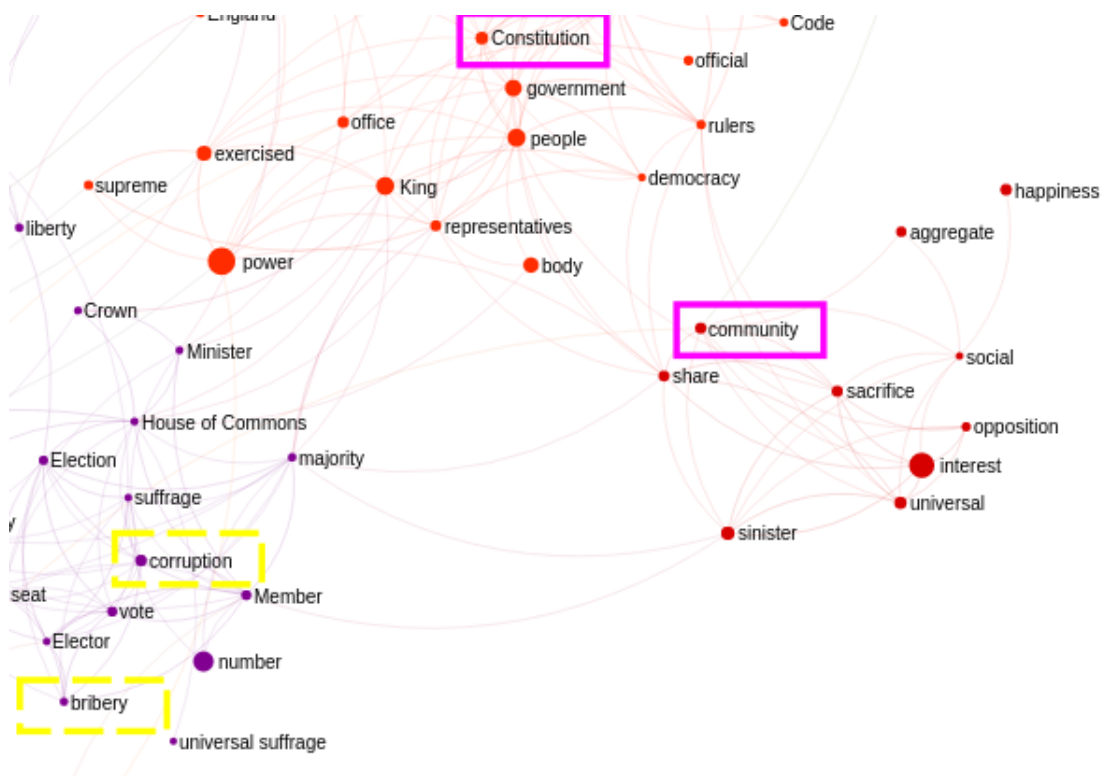 England
Code
Constitution
official
government
office
rulers
people
exercised
democracy
supreme
King
happiness
liberty
representatives
aggregate
power
body
Crown
community
Minister
social
share
sacrifice
House of Commons
opposition
Election
majority
interest
suffrage
universal
y
sinister
corruption
seat
Member
vote
Elector
number
bribery
universal suffrage